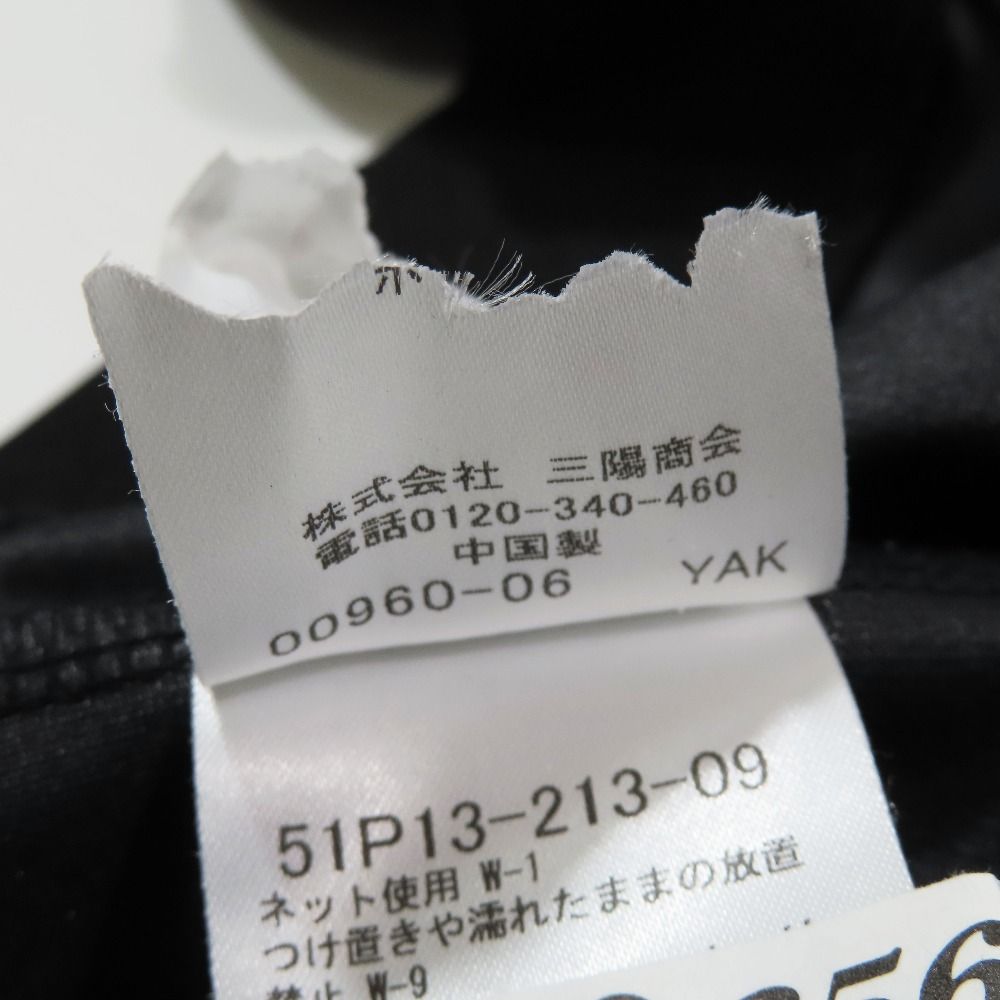 株式会社 三陽商会
電話0120-340-460
中国製
00960-06 YAK
51P13-213-09
ネット使用 W-1
つけ置きや濡れたままの放置
禁止 W-9
56